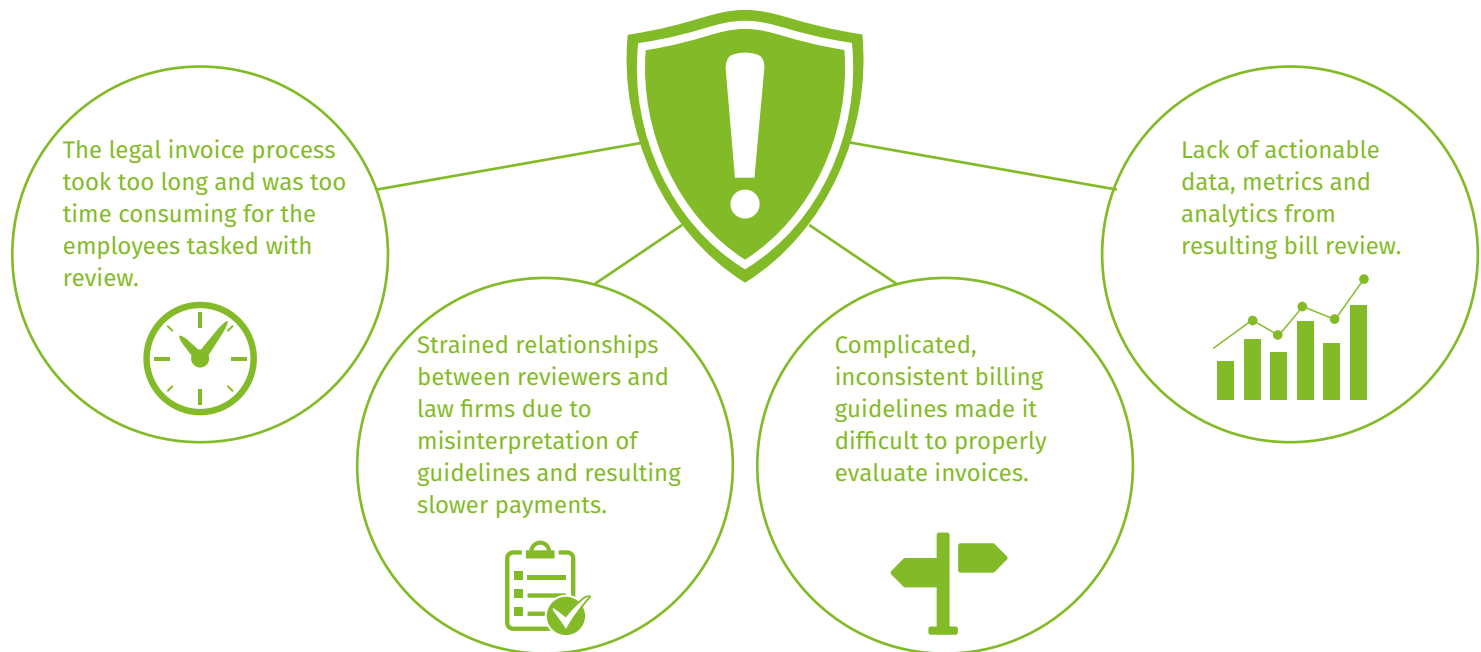 The legal invoice process
took too long and was too
time consuming for the
employees tasked with
review.
Strained relationships
between reviewers and
law firms due to
misinterpretation of
guidelines and resulting
slower payments.
Complicated,
inconsistent billing
guidelines made it
difficult to properly
evaluate invoices.
Lack of actionable
data, metrics and
analytics from
resulting bill review.